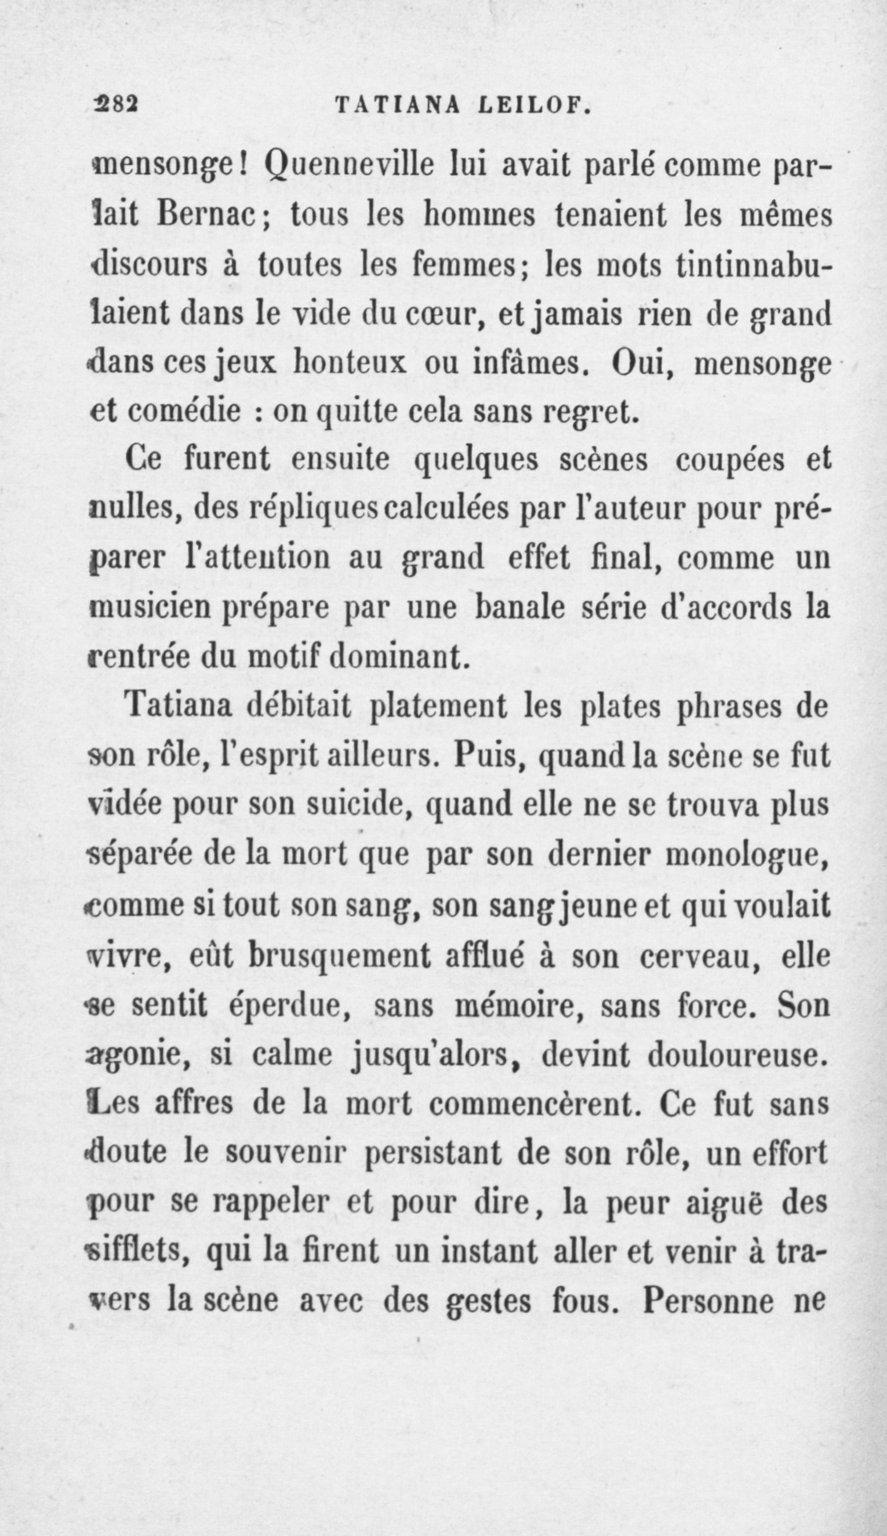 282 TATIANA LEILOF.
mensonge! Quenneville lui avait parlé comme par-
lait Bernac; tous les hommes tenaient les mêmes
discours à toutes les femmes; les mots tintinnabu-
laient dans le vide du cœur, et jamais rien de grand
dans ces jeux honteux ou infâmes. Oui, mensonge
et comédie : on quitte cela sans regret.
Ce furent ensuite quelques scènes coupées et
nulles, des répliques calculées par l'auteur pour pré-
parer l'attention au grand effet final, comme un
musicien prépare par une banale série d'accords la
rentrée du motif dominant.
Tatiana débitait platement les plates phrases de
son rôle, l'esprit ailleurs. Puis, quand la scène se fut
vidée pour son suicide, quand elle ne se trouva plus
séparée de la mort que par son dernier monologue,
comme si tout son sang, son sang jeune et qui voulait
vivre, eût brusquement afflué à son cerveau, elle
se sentit éperdue, sans mémoire, sans force. Son
agonie, si calme jusqu'alors, devint douloureuse.
Les affres de la mort commencèrent. Ce fut sans
doute le souvenir persistant de son rôle, un effort
pour se rappeler et pour dire, la peur aiguë des
sifflets, qui la firent un instant aller et venir à tra-
vers la scène avec des gestes fous. Personne ne